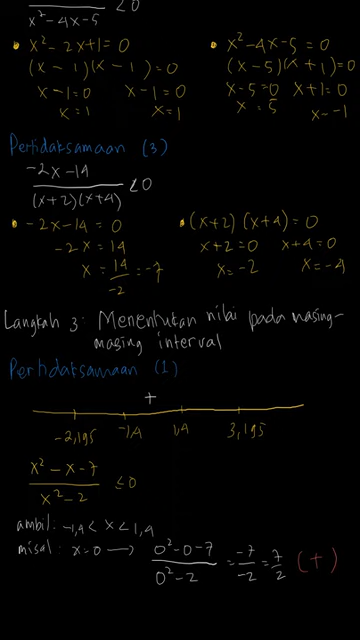 x² - 4x - 5 < 0
• x² - 2x + 1 = 0
(x - 1)(x - 1) = 0
x - 1 = 0   x - 1 = 0
x = 1   x = 1
• x² - 4x - 5 = 0
(x - 5)(x + 1) = 0
x - 5 = 0   x + 1 = 0
x = 5   x = -1
Pertidaksamaan (3)
-2x - 14 / (x+2)(x+4) < 0
• -2x - 14 = 0
-2x = 14
x = 14/-2 = -7
• (x+2)(x+4) = 0
x + 2 = 0   x + 4 = 0
x = -2   x = -4
Langkah 3: Menentukan nilai pada masing-
masing interval
Pertidaksamaan (1)
+
-2,195   -1,4   1,4   3,195
x² - x - 7 / x² - 2 ≤ 0
ambil: -1,4 < x < 1,4
misal: x = 0 → 0² - 0 - 7 / 0² - 2 = -7/-2 = 7/2 (+)